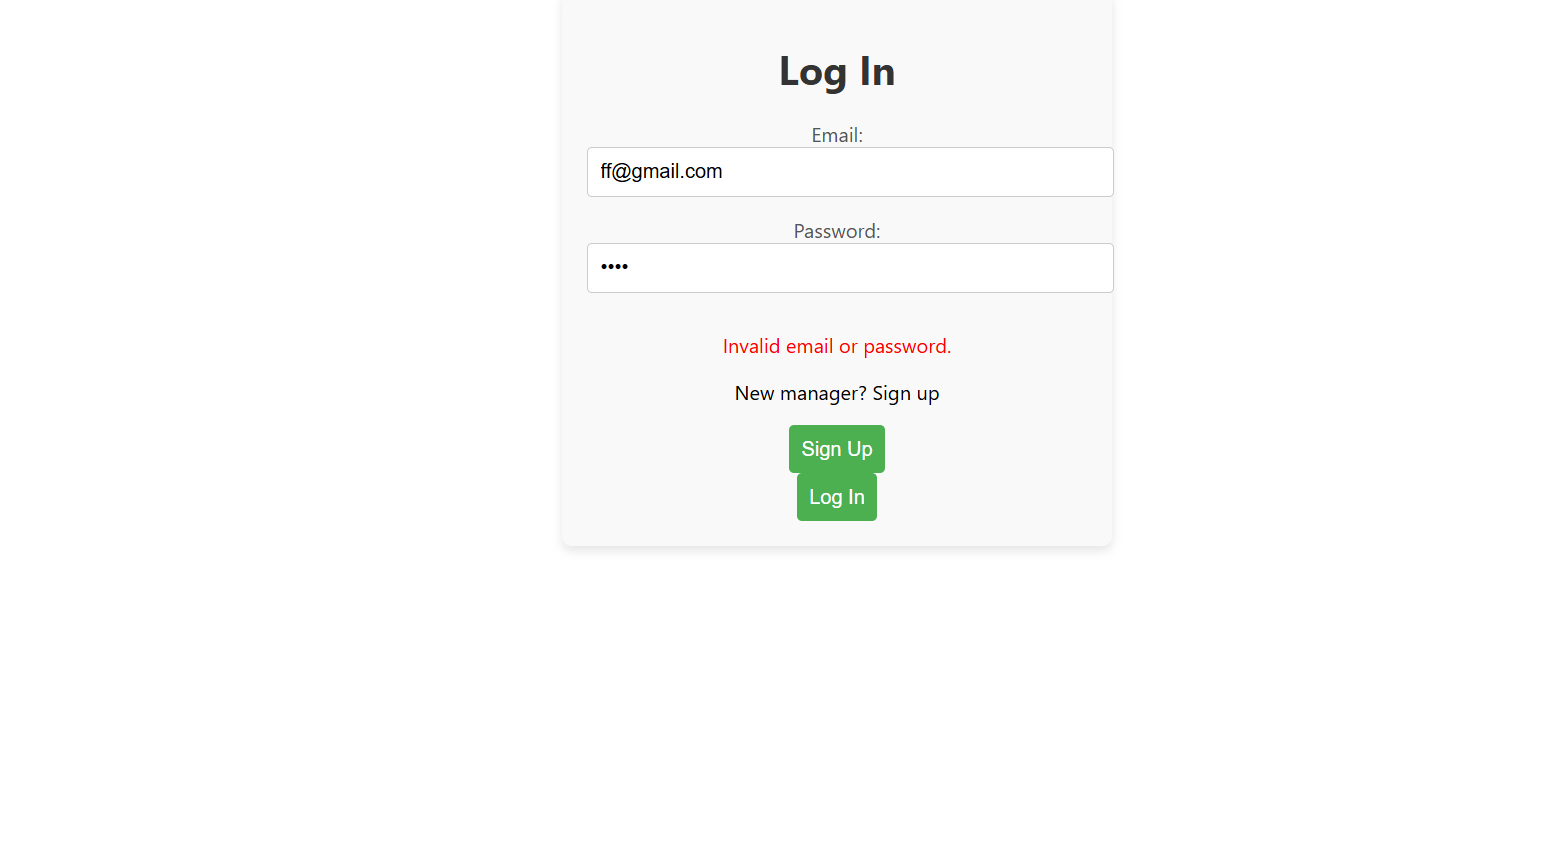 Log In
Email:
ff@gmail.com
Password:
••••
Invalid email or password.
New manager? Sign up
Sign Up
Log In